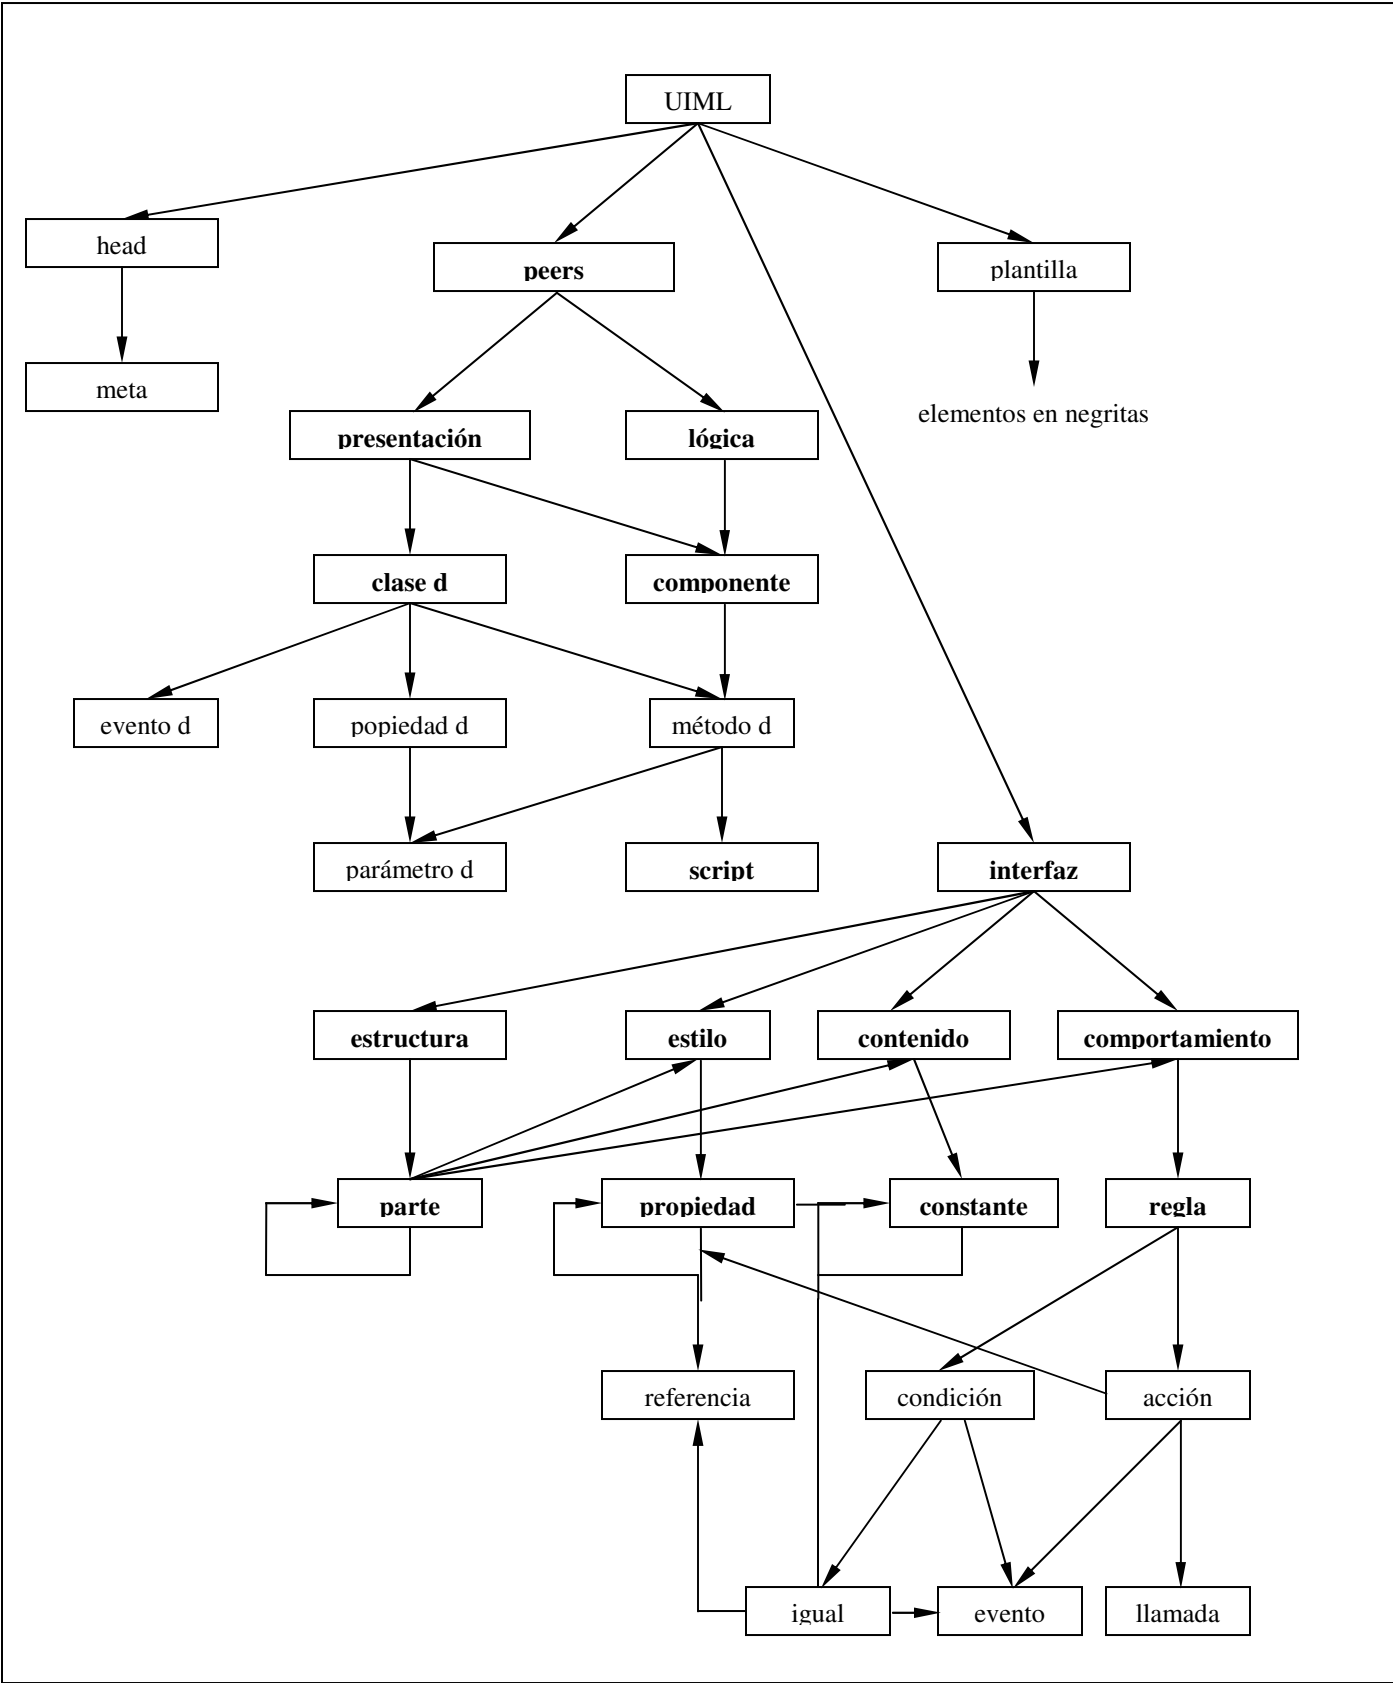 UIML
head
peers
plantilla
meta
elementos en negritas
presentación
lógica
clase d
componente
evento d
popiedad d
método d
parámetro d
script
interfaz
estructura
estilo
contenido
comportamiento
parte
propiedad
constante
regla
referencia
condición
acción
igual
evento
llamada